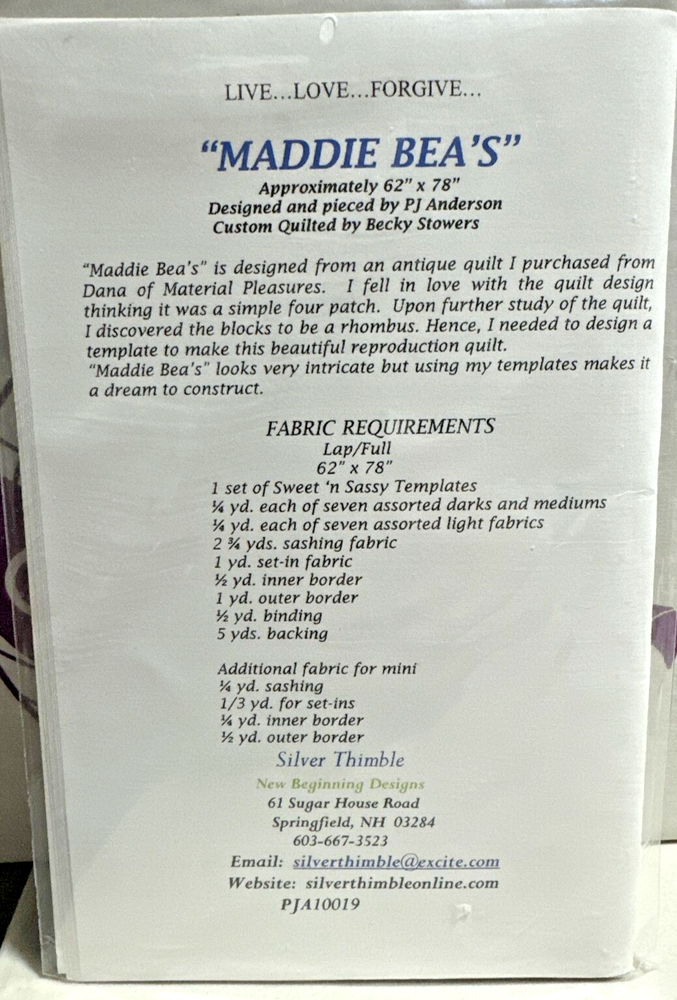 LIVE...LOVE...FORGIVE...
“MADDIE BEA’S”
Approximately 62” x 78”
Designed and pieced by PJ Anderson
Custom Quilted by Becky Stowers
“Maddie Bea’s” is designed from an antique quilt I purchased from
Dana of Material Pleasures. I fell in love with the quilt design
thinking it was a simple four patch. Upon further study of the quilt,
I discovered the blocks to be a rhombus. Hence, I needed to design a
template to make this beautiful reproduction quilt.
“Maddie Bea’s” looks very intricate but using my templates makes it
a dream to construct.
FABRIC REQUIREMENTS
Lap/Full
62” x 78”
1 set of Sweet ‘n Sassy Templates
¼ yd. each of seven assorted darks and mediums
¼ yd. each of seven assorted light fabrics
2 ¾ yds. sashing fabric
1 yd. set-in fabric
½ yd. inner border
1 yd. outer border
½ yd. binding
5 yds. backing
Additional fabric for mini
¼ yd. sashing
1/3 yd. for set-ins
¼ yd. inner border
½ yd. outer border
Silver Thimble
New Beginning Designs
61 Sugar House Road
Springfield, NH 03284
603-667-3523
Email: silverthimble@excite.com
Website: silverthimbleonline.com
PJA10019